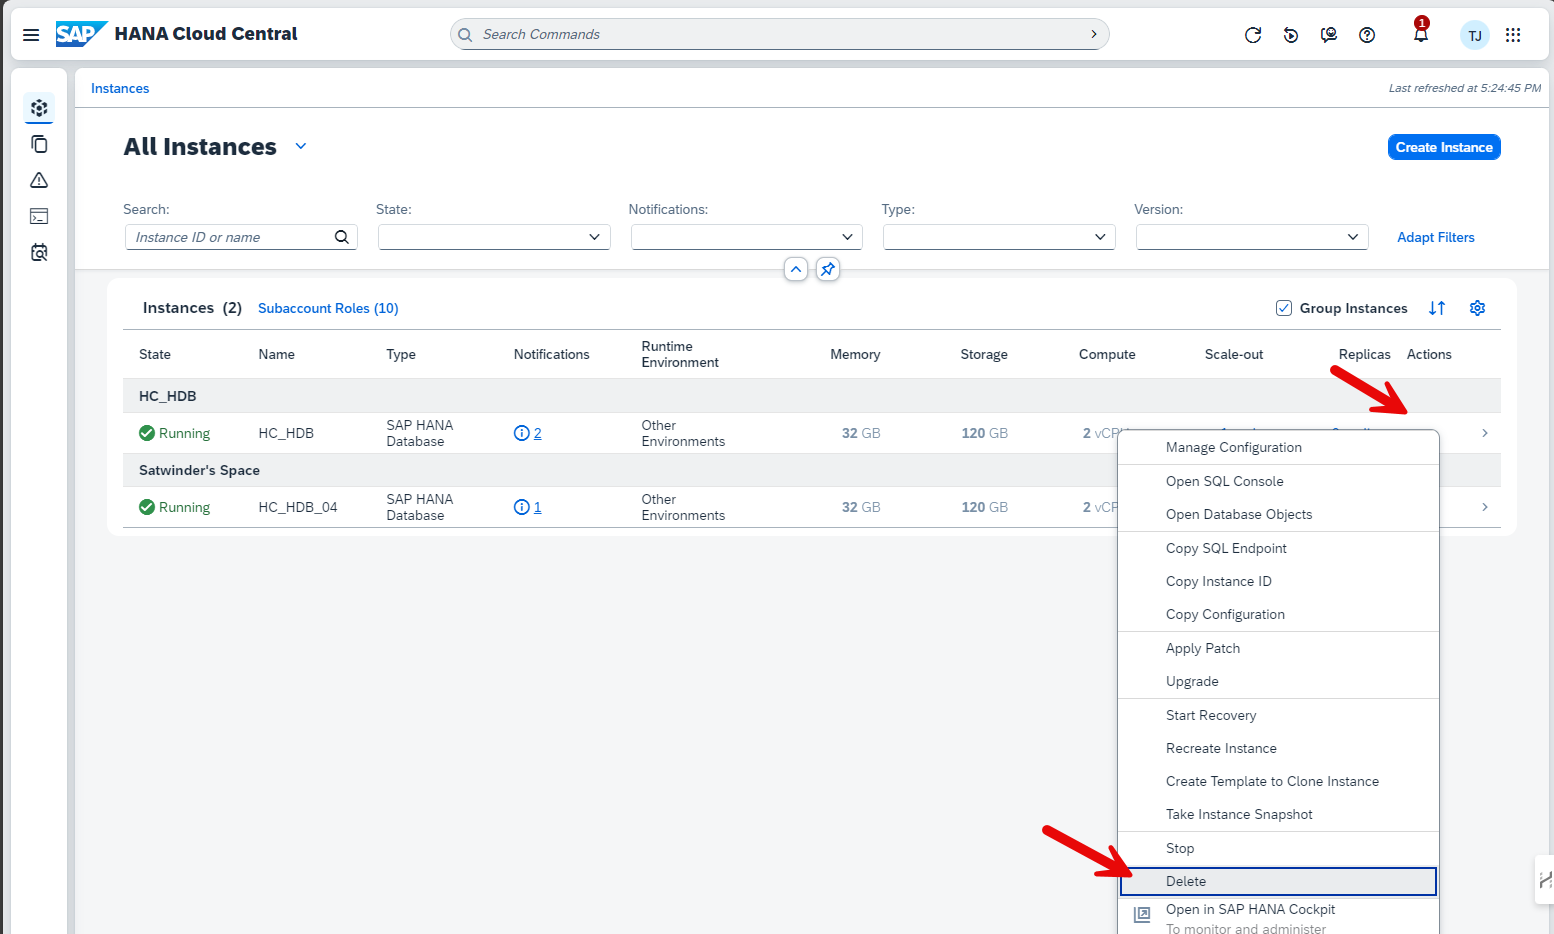 SAP HANA Cloud Central
Search Commands
1
TJ
Instances
Last refreshed at 5:24:45 PM
All Instances
Create Instance
Search: State: Notifications: Type: Version:
Instance ID or name
Adapt Filters
Instances (2) Subaccount Roles (10)
Group Instances
State Name Type Notifications Runtime Environment Memory Storage Compute Scale-out Replicas Actions
HC_HDB
Running HC_HDB SAP HANA Database 2 Other Environments 32 GB 120 GB 2
Satwinder's Space
Running HC_HDB_04 SAP HANA Database 1 Other Environments 32 GB 120 GB 2
Manage Configuration
Open SQL Console
Open Database Objects
Copy SQL Endpoint
Copy Instance ID
Copy Configuration
Apply Patch
Upgrade
Start Recovery
Recreate Instance
Create Template to Clone Instance
Take Instance Snapshot
Stop
Delete
Open in SAP HANA Cockpit
To monitor and administer